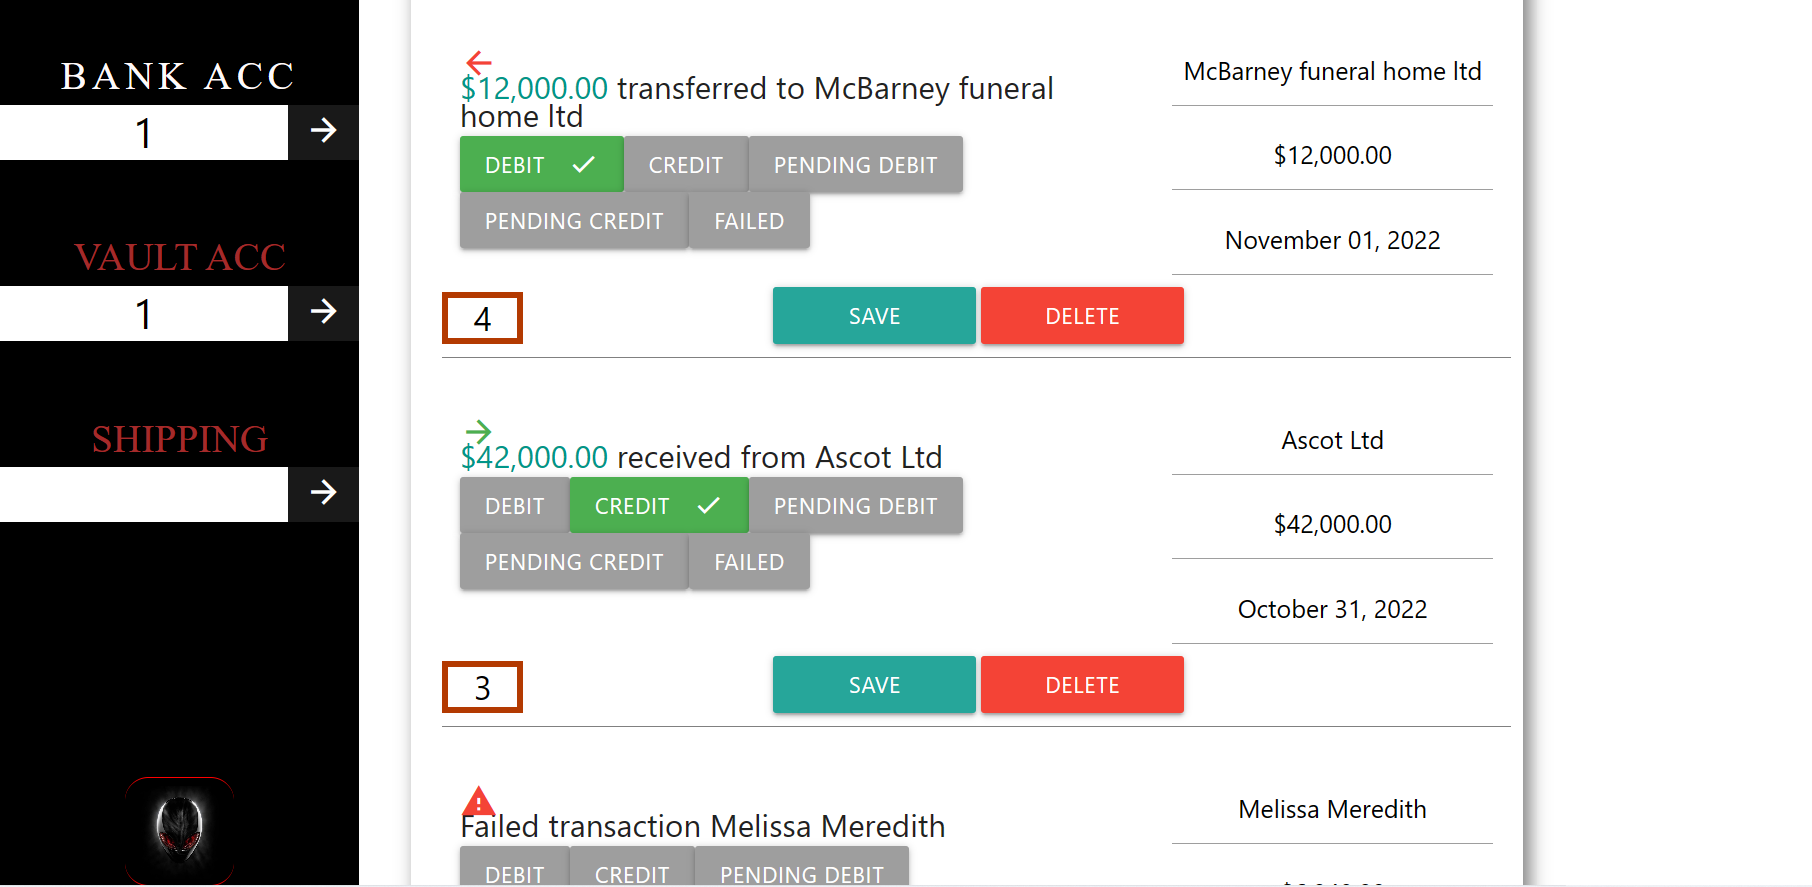 BANK ACC
1
VAULT ACC
1
SHIPPING
$12,000.00 transferred to McBarney funeral
home ltd
DEBIT CREDIT PENDING DEBIT
PENDING CREDIT FAILED
McBarney funeral home ltd
$12,000.00
November 01, 2022
4
SAVE DELETE
$42,000.00 received from Ascot Ltd
DEBIT CREDIT PENDING DEBIT
PENDING CREDIT FAILED
Ascot Ltd
$42,000.00
October 31, 2022
3
SAVE DELETE
Failed transaction Melissa Meredith
DEBIT CREDIT PENDING DEBIT
Melissa Meredith